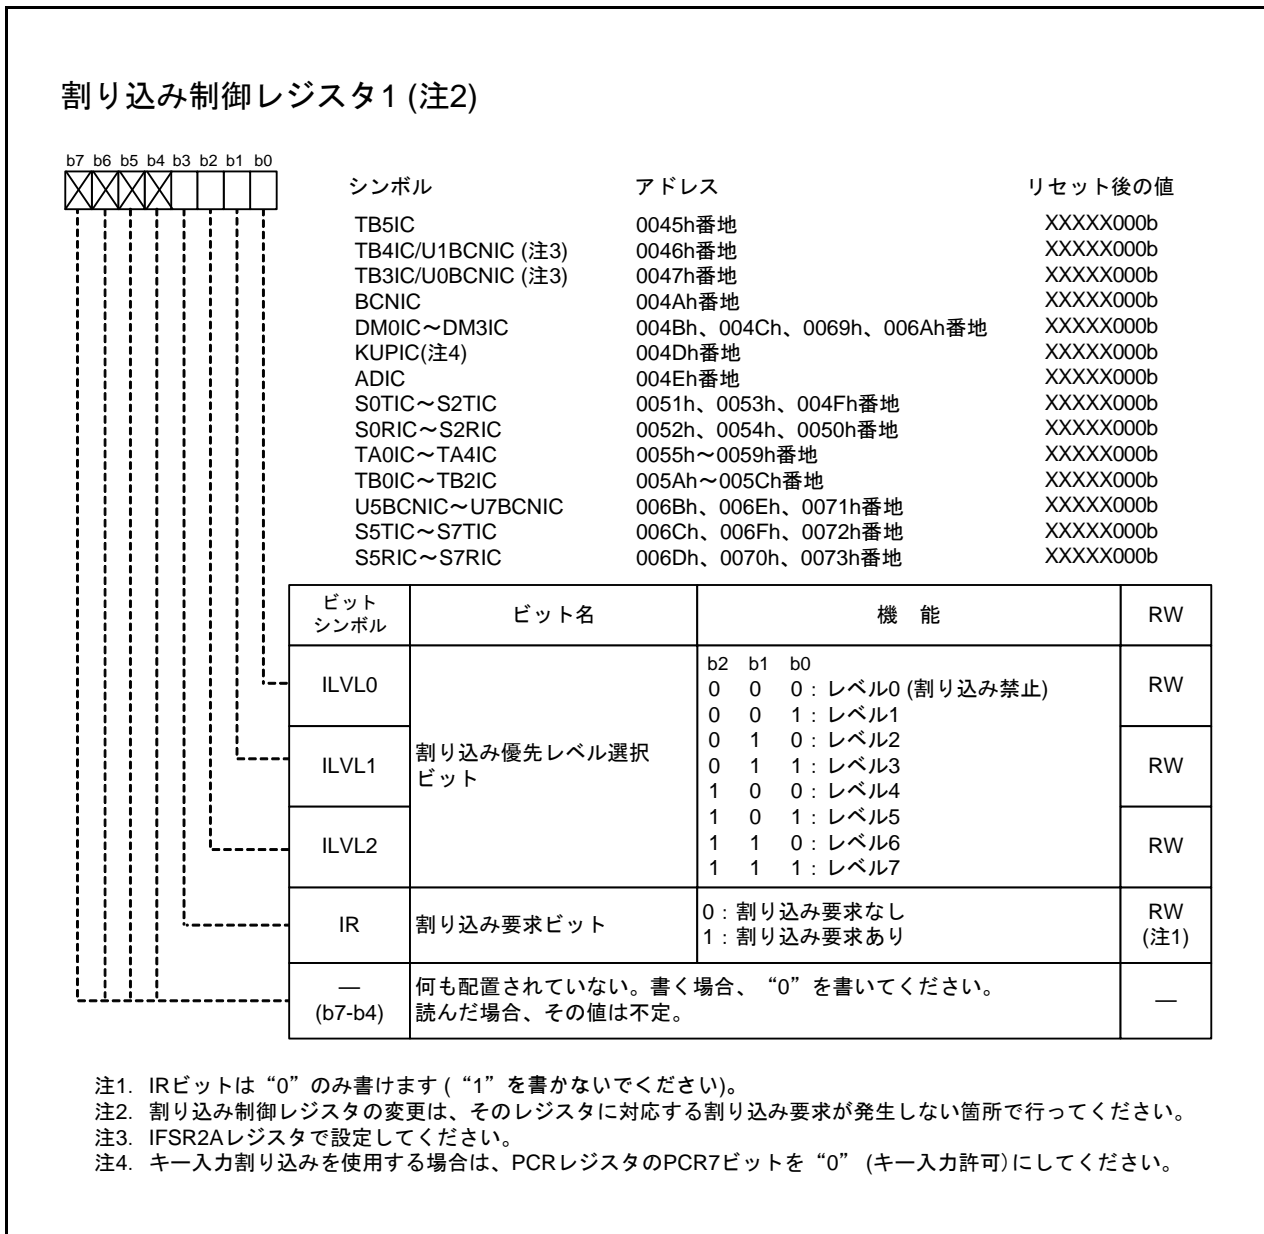 割り込み制御レジスタ1 (注2)
b7 b6 b5 b4 b3 b2 b1 b0
シンボル アドレス リセット後の値
TB5IC 0045h番地 XXXXX000b
TB4IC/U1BCNIC (注3) 0046h番地 XXXXX000b
TB3IC/U0BCNIC (注3) 0047h番地 XXXXX000b
BCNIC 004Ah番地 XXXXX000b
DM0IC～DM3IC 004Bh、004Ch、0069h、006Ah番地 XXXXX000b
KUPIC(注4) 004Dh番地 XXXXX000b
ADIC 004Eh番地 XXXXX000b
S0TIC～S2TIC 0051h、0053h、004Fh番地 XXXXX000b
S0RIC～S2RIC 0052h、0054h、0050h番地 XXXXX000b
TA0IC～TA4IC 0055h～0059h番地 XXXXX000b
TB0IC～TB2IC 005Ah～005Ch番地 XXXXX000b
U5BCNIC～U7BCNIC 006Bh、006Eh、0071h番地 XXXXX000b
S5TIC～S7TIC 006Ch、006Fh、0072h番地 XXXXX000b
S5RIC～S7RIC 006Dh、0070h、0073h番地 XXXXX000b
ビット
シンボル
ビット名
機　能
RW
ILVL0
ILVL1
ILVL2
割り込み優先レベル選択
ビット
b2 b1 b0
0 0 0：レベル0 (割り込み禁止)
0 0 1：レベル1
0 1 0：レベル2
0 1 1：レベル3
1 0 0：レベル4
1 0 1：レベル5
1 1 0：レベル6
1 1 1：レベル7
RW
RW
RW
IR
割り込み要求ビット
0：割り込み要求なし
1：割り込み要求あり
RW
(注1)
—
(b7-b4)
何も配置されていない。書く場合、“0”を書いてください。
読んだ場合、その値は不定。
—
注1. IRビットは“0”のみ書けます (“1”を書かないでください)。
注2. 割り込み制御レジスタの変更は、そのレジスタに対応する割り込み要求が発生しない箇所で行ってください。
注3. IFSR2Aレジスタで設定してください。
注4. キー入力割り込みを使用する場合は、PCRレジスタのPCR7ビットを“0” (キー入力許可)にしてください。